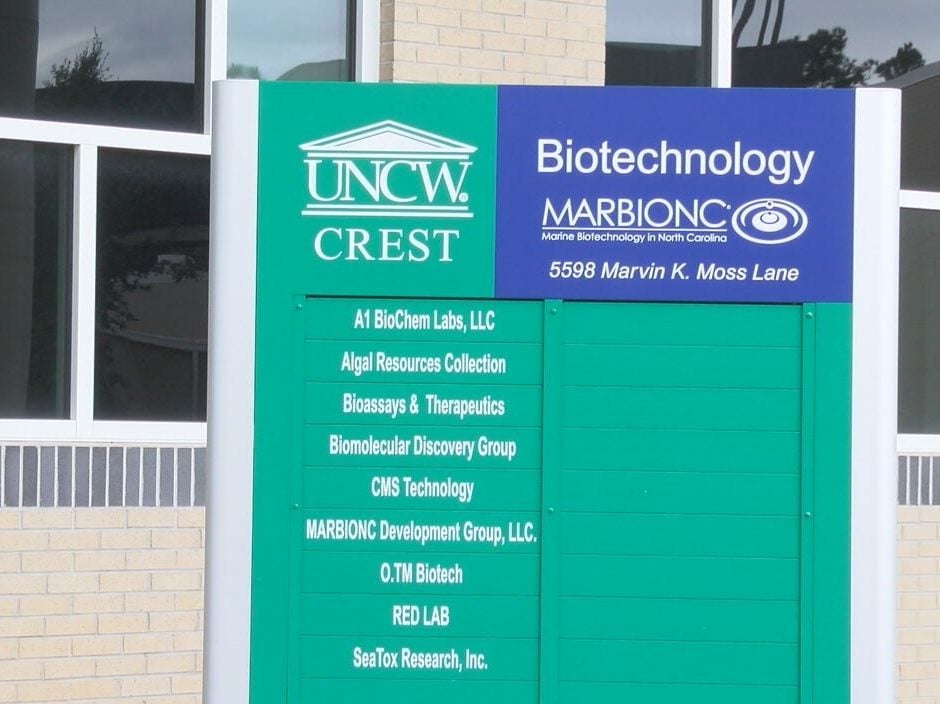 UNCW®
CREST
Biotechnology
MARBIONC®
Marine Biotechnology in North Carolina
5598 Marvin K. Moss Lane
A1 BioChem Labs, LLC
Algal Resources Collection
Bioassays & Therapeutics
Biomolecular Discovery Group
CMS Technology
MARBIONC Development Group, LLC.
O.TM Biotech
RED LAB
SeaTox Research, Inc.